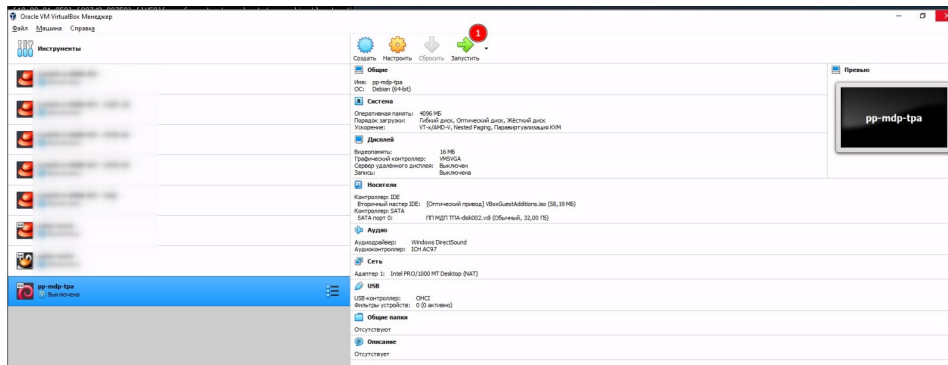 Oracle VM VirtualBox Менеджер
Файл Машина Справка
Инструменты
pp-mdp-tpa
Выключена
Создать Настроить Сбросить Запустить
1
Общие
Имя: pp-mdp-tpa
ОС: Debian (64-bit)
Система
Оперативная память: 4096 МБ
Порядок загрузки: Гибкий диск, Оптический диск, Жёсткий диск
Ускорение: VT-x/AMD-V, Nested Paging, Паравиртуализация KVM
Дисплей
Видеопамять: 16 МБ
Графический контроллер: VMSVGA
Сервер удалённого дисплея: Выключен
Запись: Выключена
Носители
Контроллер: IDE
Вторичный мастер IDE: [Оптический привод] VBoxGuestAdditions.iso (58,19 МБ)
Контроллер: SATA
SATA порт 0: ПП МДП ТПА-disk002.vdi (Обычный, 32,00 ГБ)
Аудио
Аудиодрайвер: Windows DirectSound
Аудиоконтроллер: ICH AC97
Сеть
Адаптер 1: Intel PRO/1000 MT Desktop (NAT)
USB
USB-контроллер: OHCI
Фильтры устройств: 0 (0 активно)
Общие папки
Отсутствуют
Описание
Отсутствует
Превью
pp-mdp-tpa